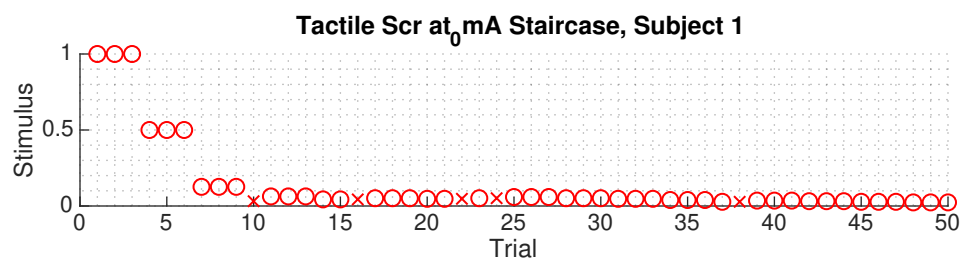 Tactile Scr at₀mA Staircase, Subject 1
Stimulus
1
0.5
0
0 5 10 15 20 25 30 35 40 45 50
Trial